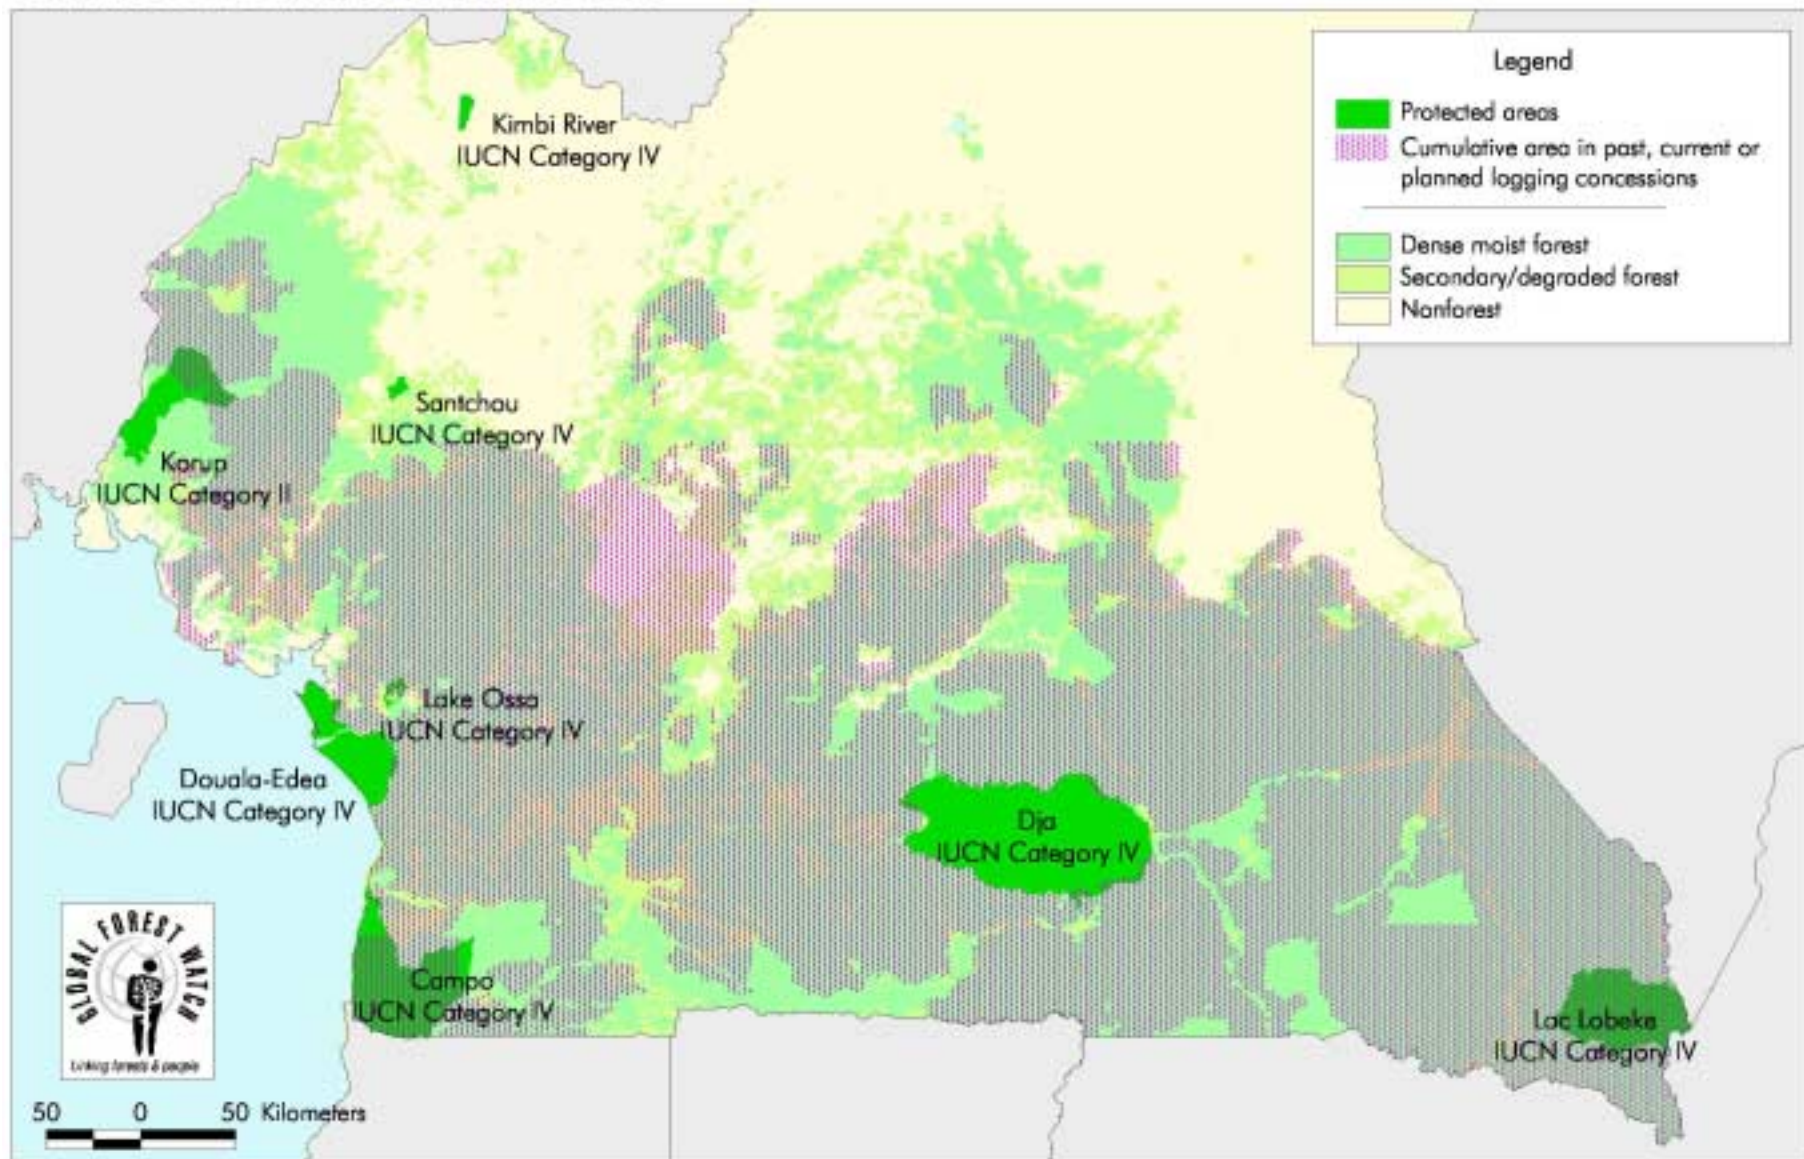 Legend
Protected areas
Cumulative area in past, current or
planned logging concessions
Dense moist forest
Secondary/degraded forest
Nonforest
Kimbi River
IUCN Category IV
Santchou
IUCN Category IV
Korup
IUCN Category II
Lake Ossa
IUCN Category IV
Douala-Edea
IUCN Category IV
Dja
IUCN Category IV
Campo
IUCN Category IV
Lac Lobeke
IUCN Category IV
GLOBAL FOREST WATCH
Linking forests & people
50 0 50 Kilometers